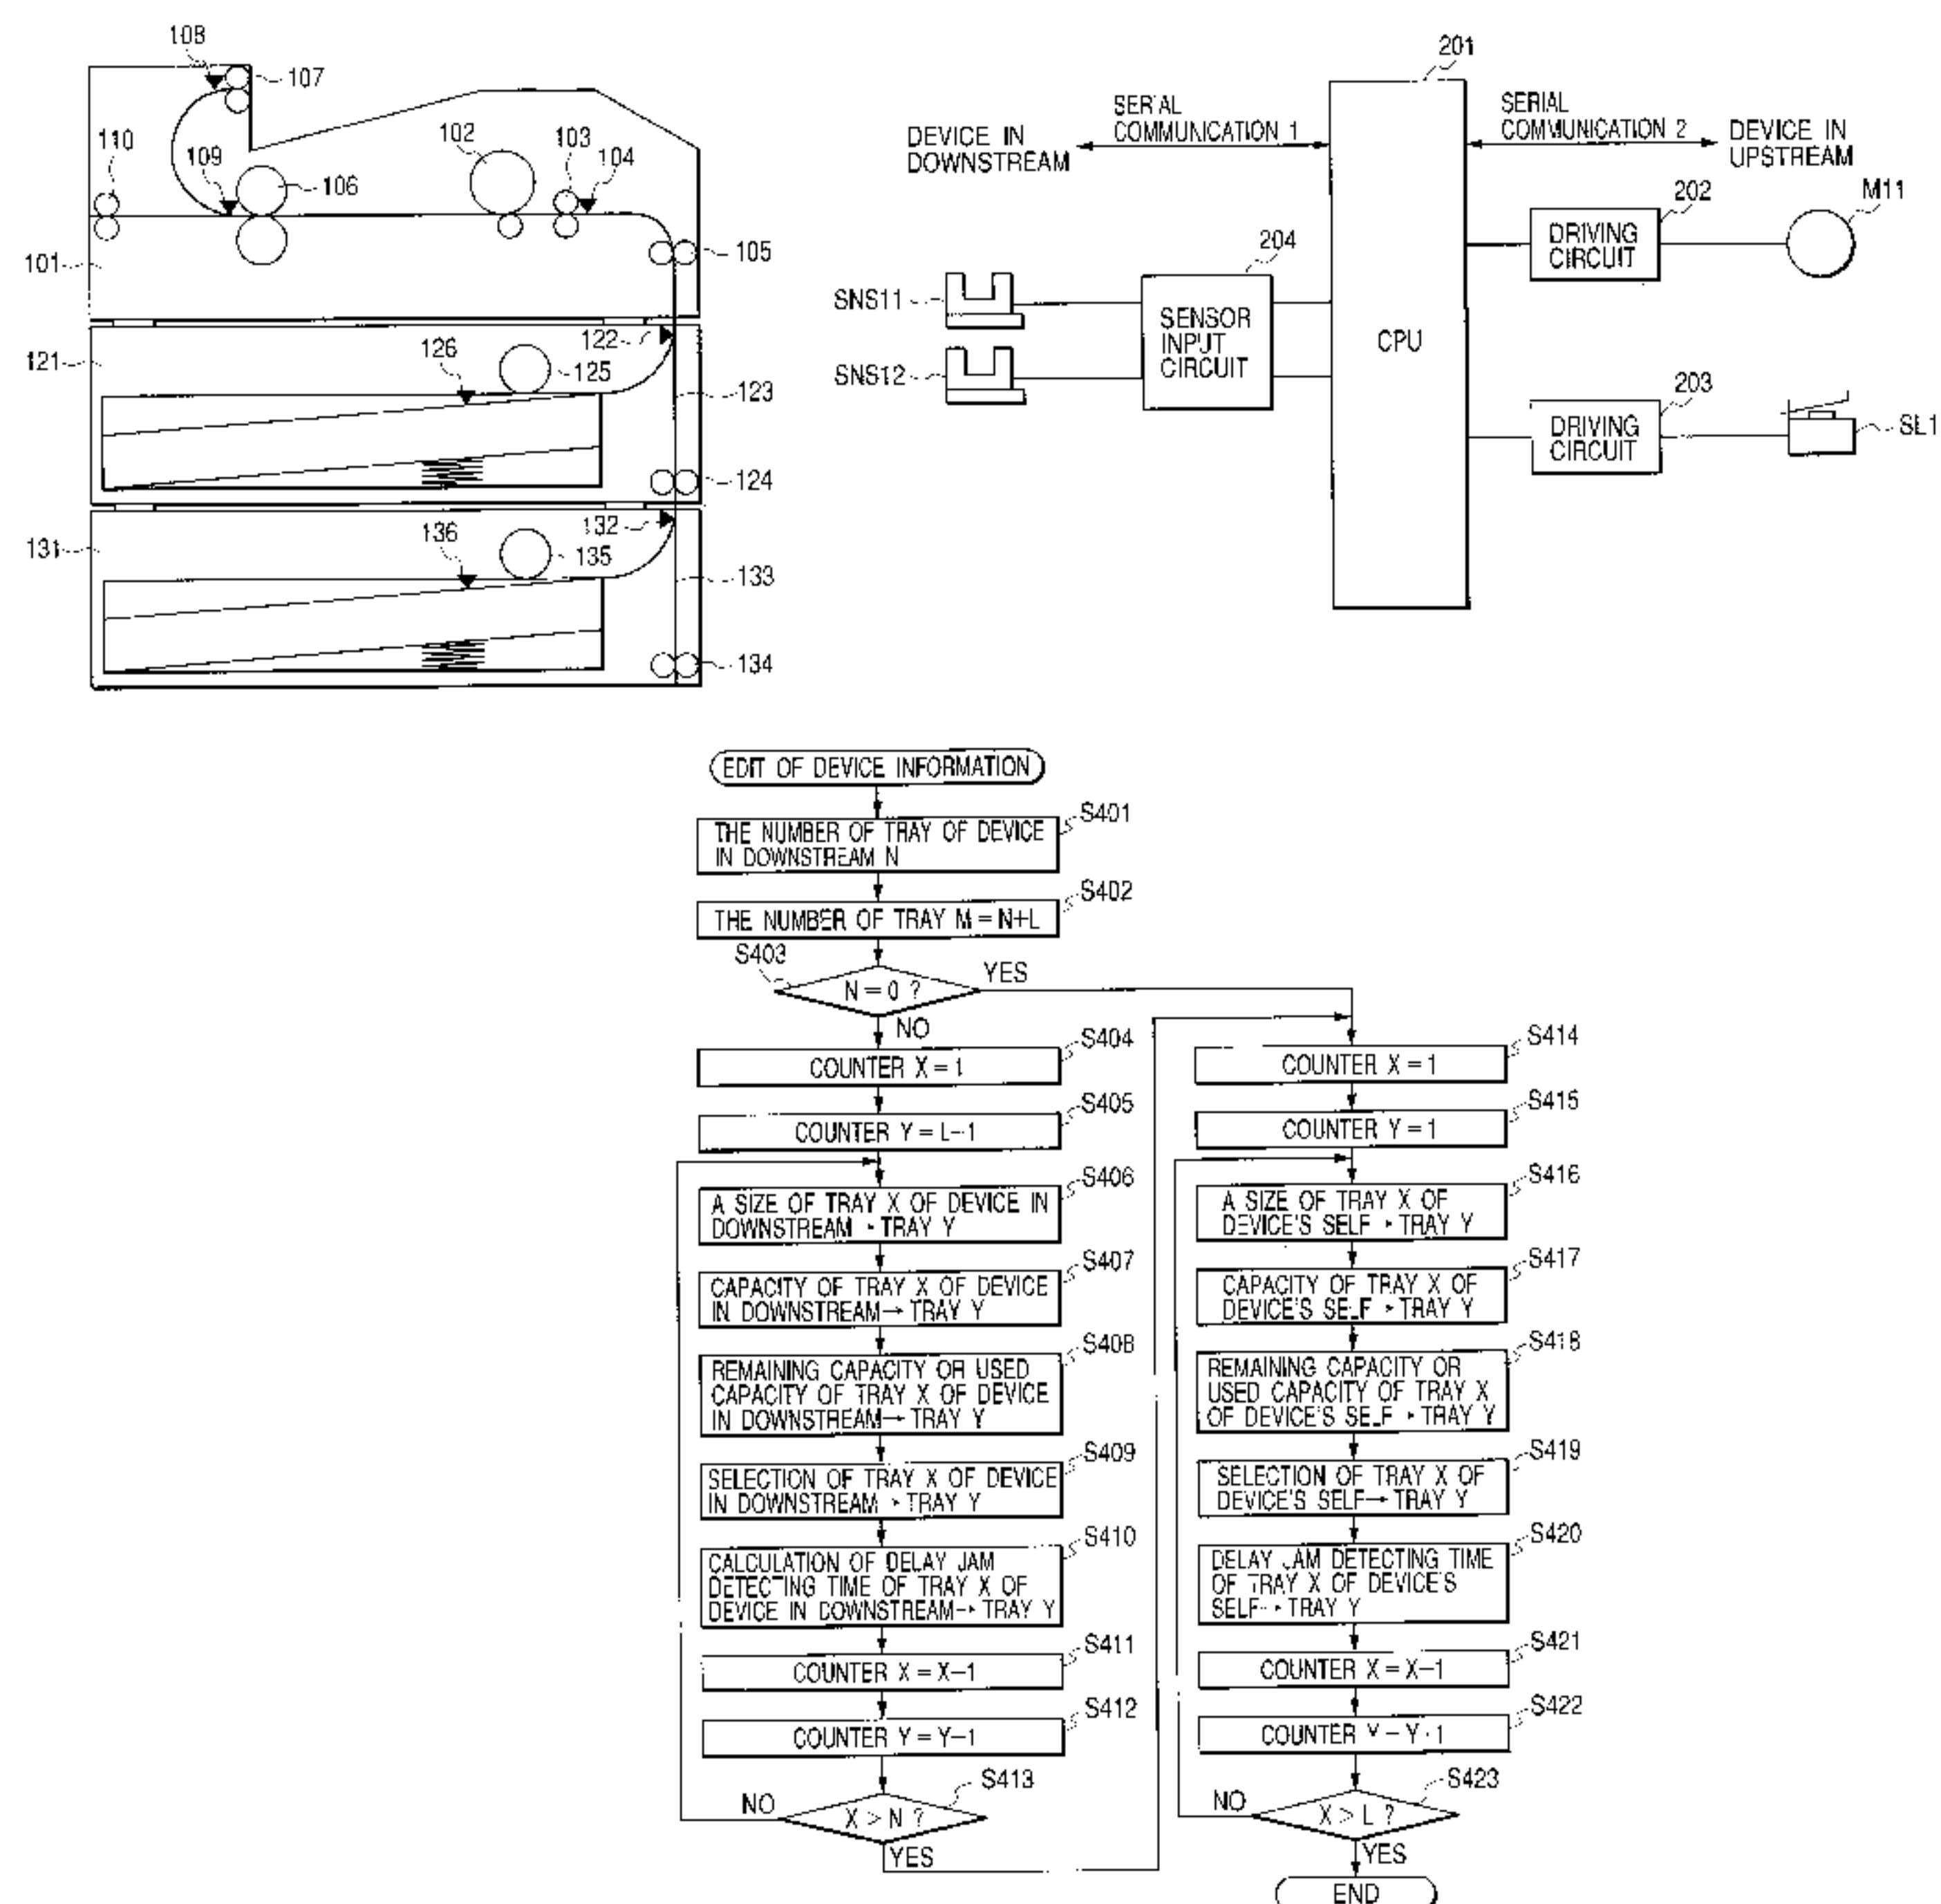 108
107
110
109
106
102
103
104
105
101
121
122
126
125
123
124
131
132
136
135
133
134
201
SERIAL
COMMUNICATION 1
DEVICE IN
DOWNSTREAM
SERIAL
COMMUNICATION 2
DEVICE IN
UPSTREAM
202
M11
DRIVING
CIRCUIT
204
SNS11
SENSOR
INPUT
CIRCUIT
SNS12
CPU
203
DRIVING
CIRCUIT
SL1
EDIT OF DEVICE INFORMATION
S401
THE NUMBER OF TRAY OF DEVICE
IN DOWNSTREAM N
S402
THE NUMBER OF TRAY M = N+L
S403
N = 0 ?
YES
NO
S404
COUNTER X = 1
S405
COUNTER Y = L-1
S406
A SIZE OF TRAY X OF DEVICE IN
DOWNSTREAM → TRAY Y
S407
CAPACITY OF TRAY X OF DEVICE
IN DOWNSTREAM → TRAY Y
S408
REMAINING CAPACITY OR USED
CAPACITY OF TRAY X OF DEVICE
IN DOWNSTREAM → TRAY Y
S409
SELECTION OF TRAY X OF DEVICE
IN DOWNSTREAM → TRAY Y
S410
CALCULATION OF DELAY JAM
DETECTING TIME OF TRAY X OF
DEVICE IN DOWNSTREAM → TRAY Y
S411
COUNTER X = X-1
S412
COUNTER Y = Y-1
S413
X > N ?
NO
YES
S414
COUNTER X = 1
S415
COUNTER Y = 1
S416
A SIZE OF TRAY X OF
DEVICE'S SELF → TRAY Y
S417
CAPACITY OF TRAY X OF
DEVICE'S SELF → TRAY Y
S418
REMAINING CAPACITY OR
USED CAPACITY OF TRAY X
OF DEVICE'S SELF → TRAY Y
S419
SELECTION OF TRAY X OF
DEVICE'S SELF → TRAY Y
S420
DELAY JAM DETECTING TIME
OF TRAY X OF DEVICE'S
SELF → TRAY Y
S421
COUNTER X = X-1
S422
COUNTER
S423
X > L ?
NO
YES
END